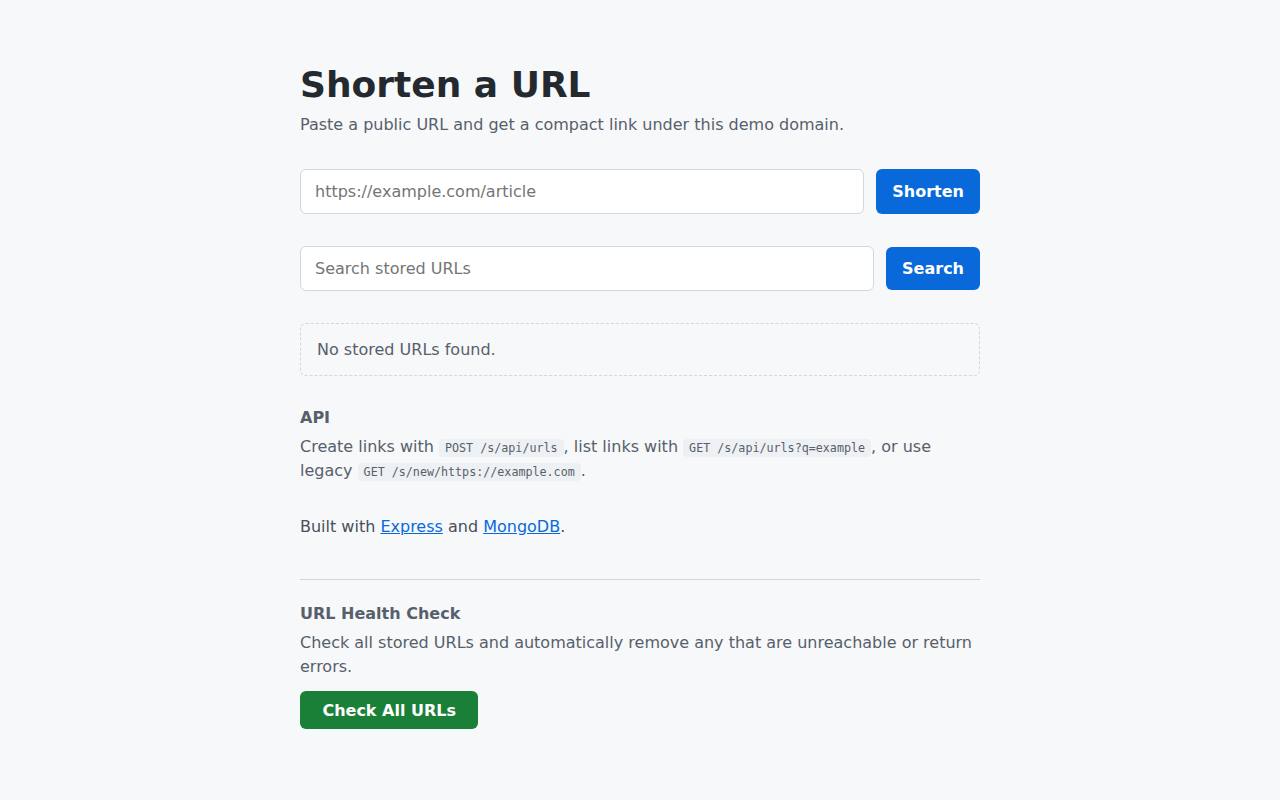 Shorten a URL
Paste a public URL and get a compact link under this demo domain.
https://example.com/article
Shorten
Search stored URLs
Search
No stored URLs found.
API
Create links with POST /s/api/urls, list links with GET /s/api/urls?q=example, or use
legacy GET /s/new/https://example.com.
Built with Express and MongoDB.
URL Health Check
Check all stored URLs and automatically remove any that are unreachable or return
errors.
Check All URLs